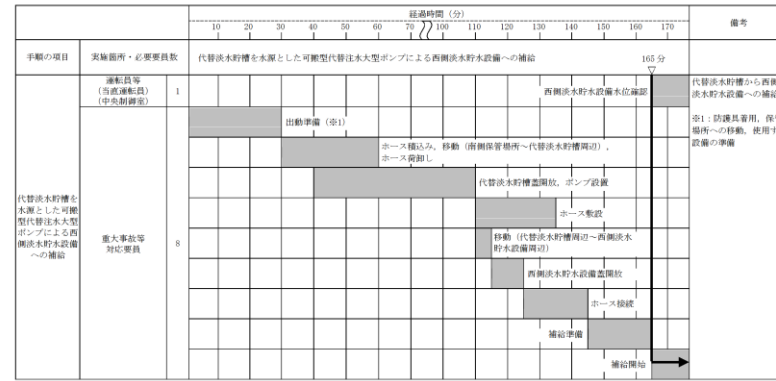 経過時間（分）
備考
10 20 30 40 50 60 70 100 110 120 130 140 150 160 170
手順の項目
実施箇所・必要要員数
代替淡水貯槽を水源とした可搬型代替注水大型ポンプによる西側淡水貯水設備への補給
165 分
運転員等
（当直運転員）
（中央制御室）
1
西側淡水貯水設備水位確認
代替淡水貯槽から西側
淡水貯水設備への補給
※1：防護具着用，保管
場所への移動，使用す
設備の準備
代替淡水貯槽を
水源とした可搬
型代替注水大型
ポンプによる西
側淡水貯水設備
への補給
重大事故等
対応要員
8
出動準備（※1）
ホース積込み，移動（南側保管場所～代替淡水貯槽周辺），
ホース荷卸し
代替淡水貯槽蓋開放，ポンプ設置
ホース敷設
移動（代替淡水貯槽周辺～西側淡水
貯水設備周辺）
西側淡水貯水設備蓋開放
ホース接続
補給準備
補給開始